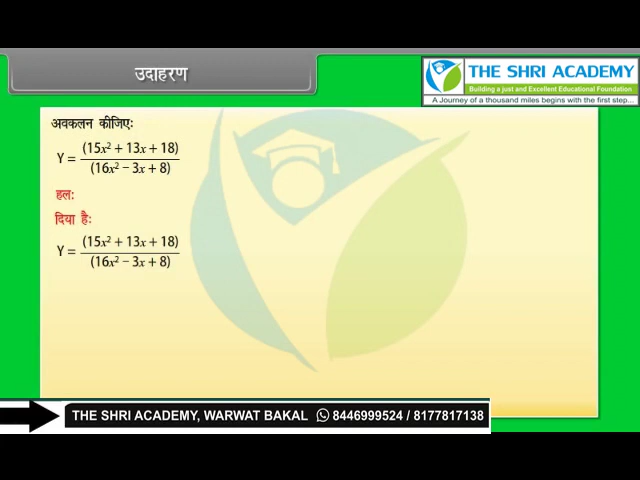 उदाहरण
THE SHRI ACADEMY
Building a just and Excellent Educational Foundation
A Journey of a thousand miles begins with the first step...
अवकलन कीजिए:
Y = (15x² + 13x + 18) / (16x² − 3x + 8)
हल:
दिया है:
Y = (15x² + 13x + 18) / (16x² − 3x + 8)
THE SHRI ACADEMY, WARWAT BAKAL 8446999524 / 8177817138